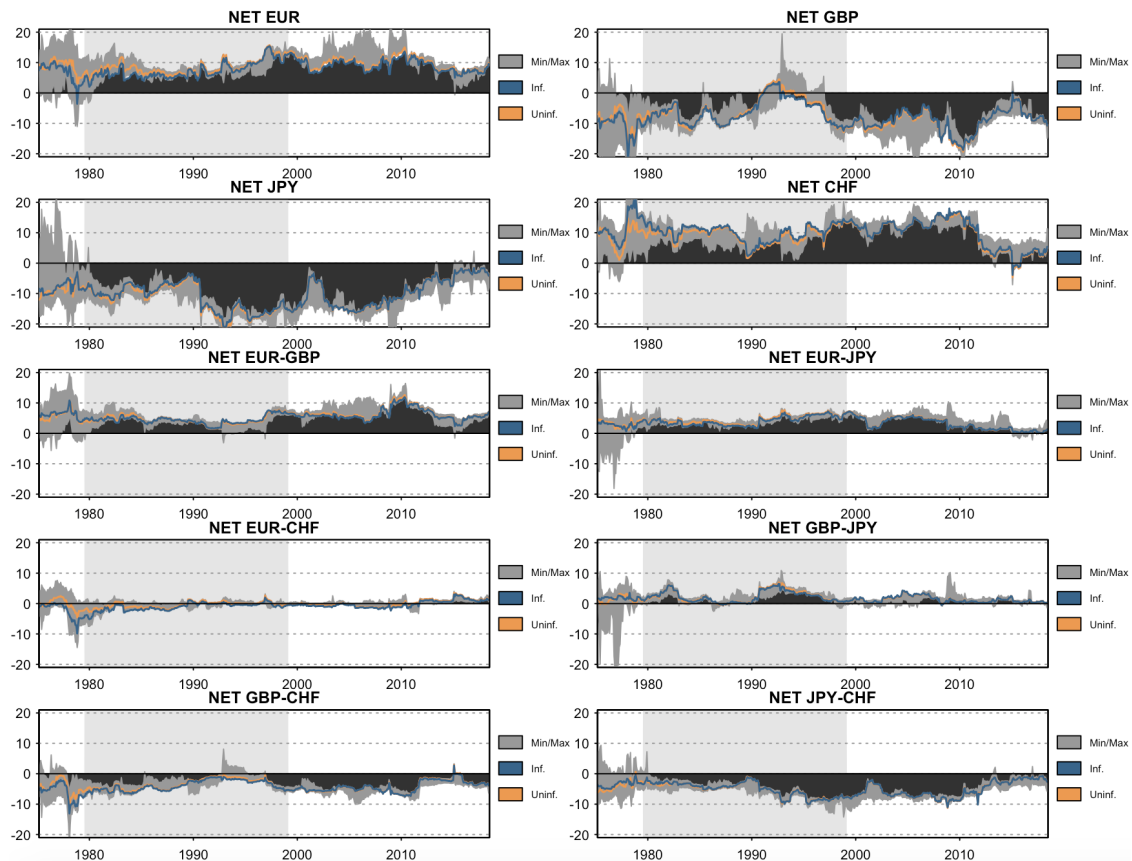 NET EUR
20
10
0
-10
-20
1980 1990 2000 2010
Min/Max
Inf.
Uninf.
NET GBP
20
10
0
-10
-20
1980 1990 2000 2010
Min/Max
Inf.
Uninf.
NET JPY
20
10
0
-10
-20
1980 1990 2000 2010
Min/Max
Inf.
Uninf.
NET CHF
20
10
0
-10
-20
1980 1990 2000 2010
Min/Max
Inf.
Uninf.
NET EUR-GBP
20
10
0
-10
-20
1980 1990 2000 2010
Min/Max
Inf.
Uninf.
NET EUR-JPY
20
10
0
-10
-20
1980 1990 2000 2010
Min/Max
Inf.
Uninf.
NET EUR-CHF
20
10
0
-10
-20
1980 1990 2000 2010
Min/Max
Inf.
Uninf.
NET GBP-JPY
20
10
0
-10
-20
1980 1990 2000 2010
Min/Max
Inf.
Uninf.
NET GBP-CHF
20
10
0
-10
-20
1980 1990 2000 2010
Min/Max
Inf.
Uninf.
NET JPY-CHF
20
10
0
-10
-20
1980 1990 2000 2010
Min/Max
Inf.
Uninf.